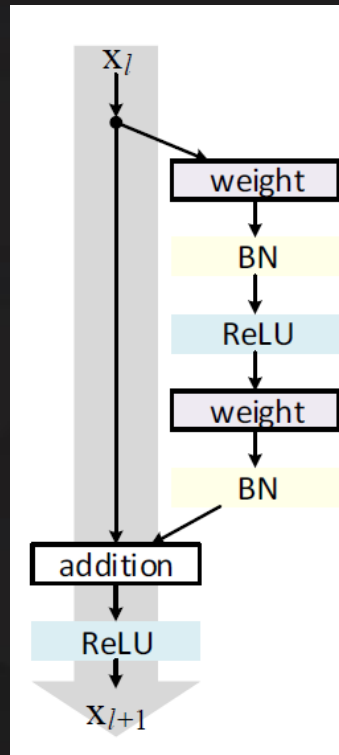 x_l
weight
BN
ReLU
weight
BN
addition
ReLU
x_{l+1}